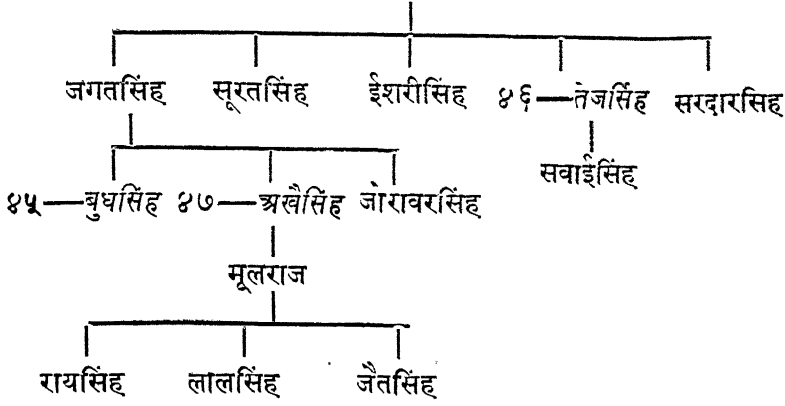 जगतसिंह सूरतसिंह ईशरीसिंह ४६—तेजसिंह सरदारसिह
सवाईसिंह
४५—बुधसिंह ४७—अखैसिंह जोरावरसिंह
मूलराज
रायसिंह लालसिंह जैतसिंह